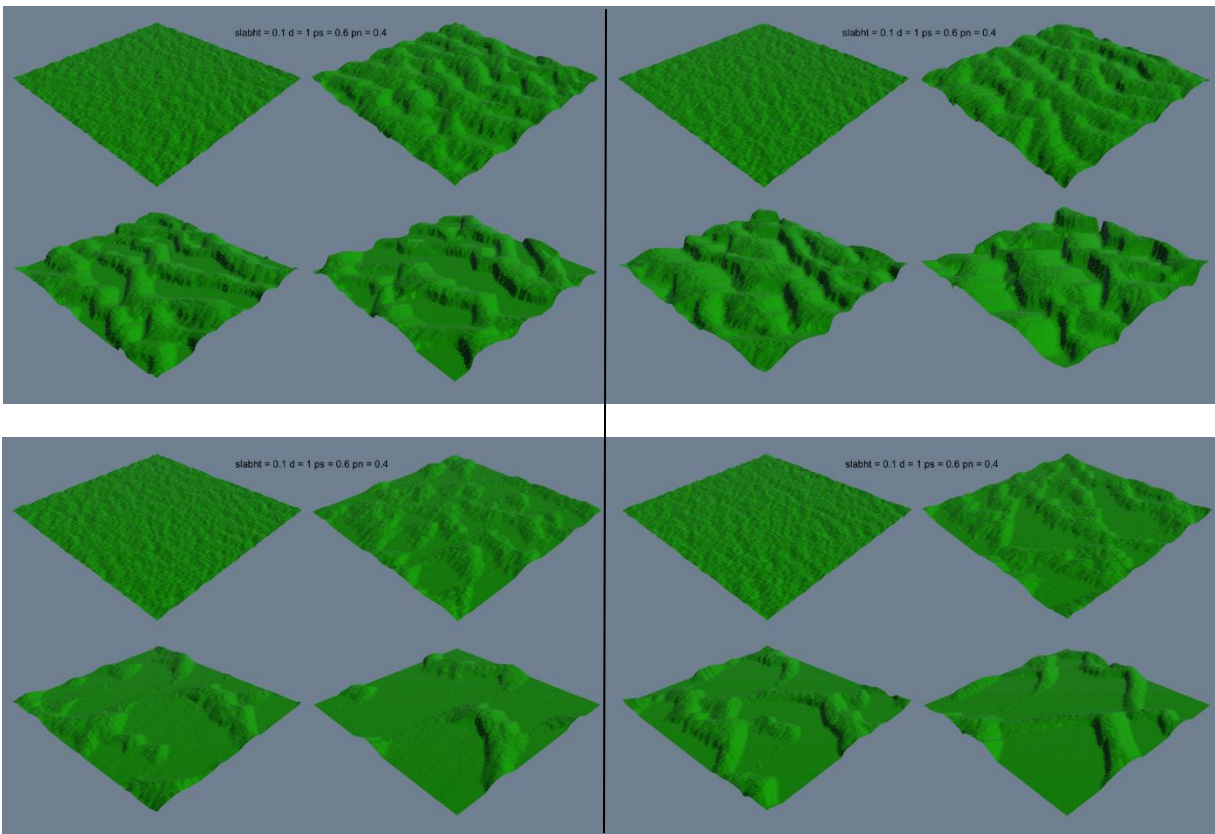 slabht = 0.1 d = 1 ps = 0.6 pn = 0.4
slabht = 0.1 d = 1 ps = 0.6 pn = 0.4
slabht = 0.1 d = 1 ps = 0.6 pn = 0.4
slabht = 0.1 d = 1 ps = 0.6 pn = 0.4